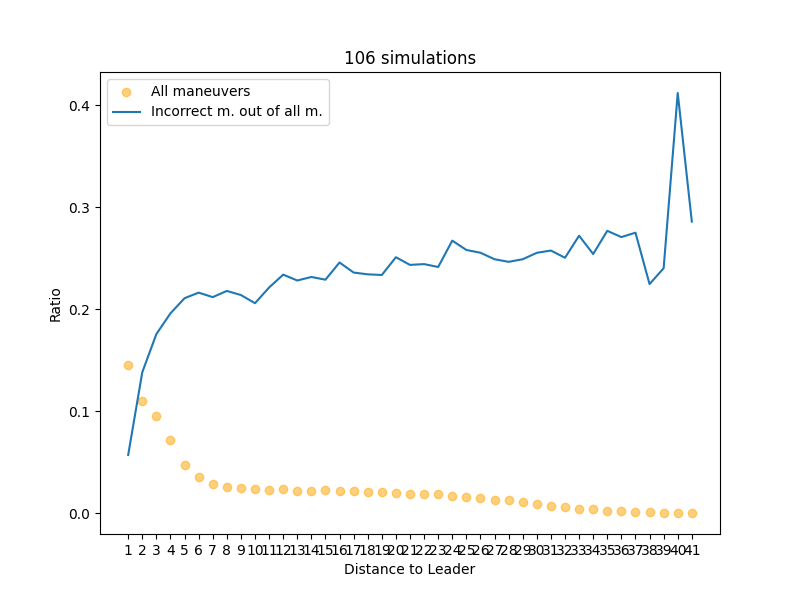 106 simulations
All maneuvers
Incorrect m. out of all m.
0.4
0.3
0.2
0.1
0.0
Ratio
1 2 3 4 5 6 7 8 9 10 11 12 13 14 15 16 17 18 19 20 21 22 23 24 25 26 27 28 29 30 31 32 33 34 35 36 37 38 39 40 41
Distance to Leader